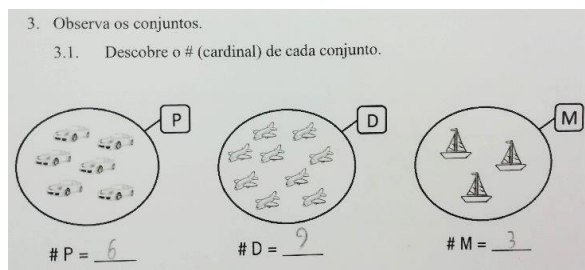 3. Observa os conjuntos.
3.1. Descobre o # (cardinal) de cada conjunto.
P D M
# P = 6 # D = 9 # M = 3